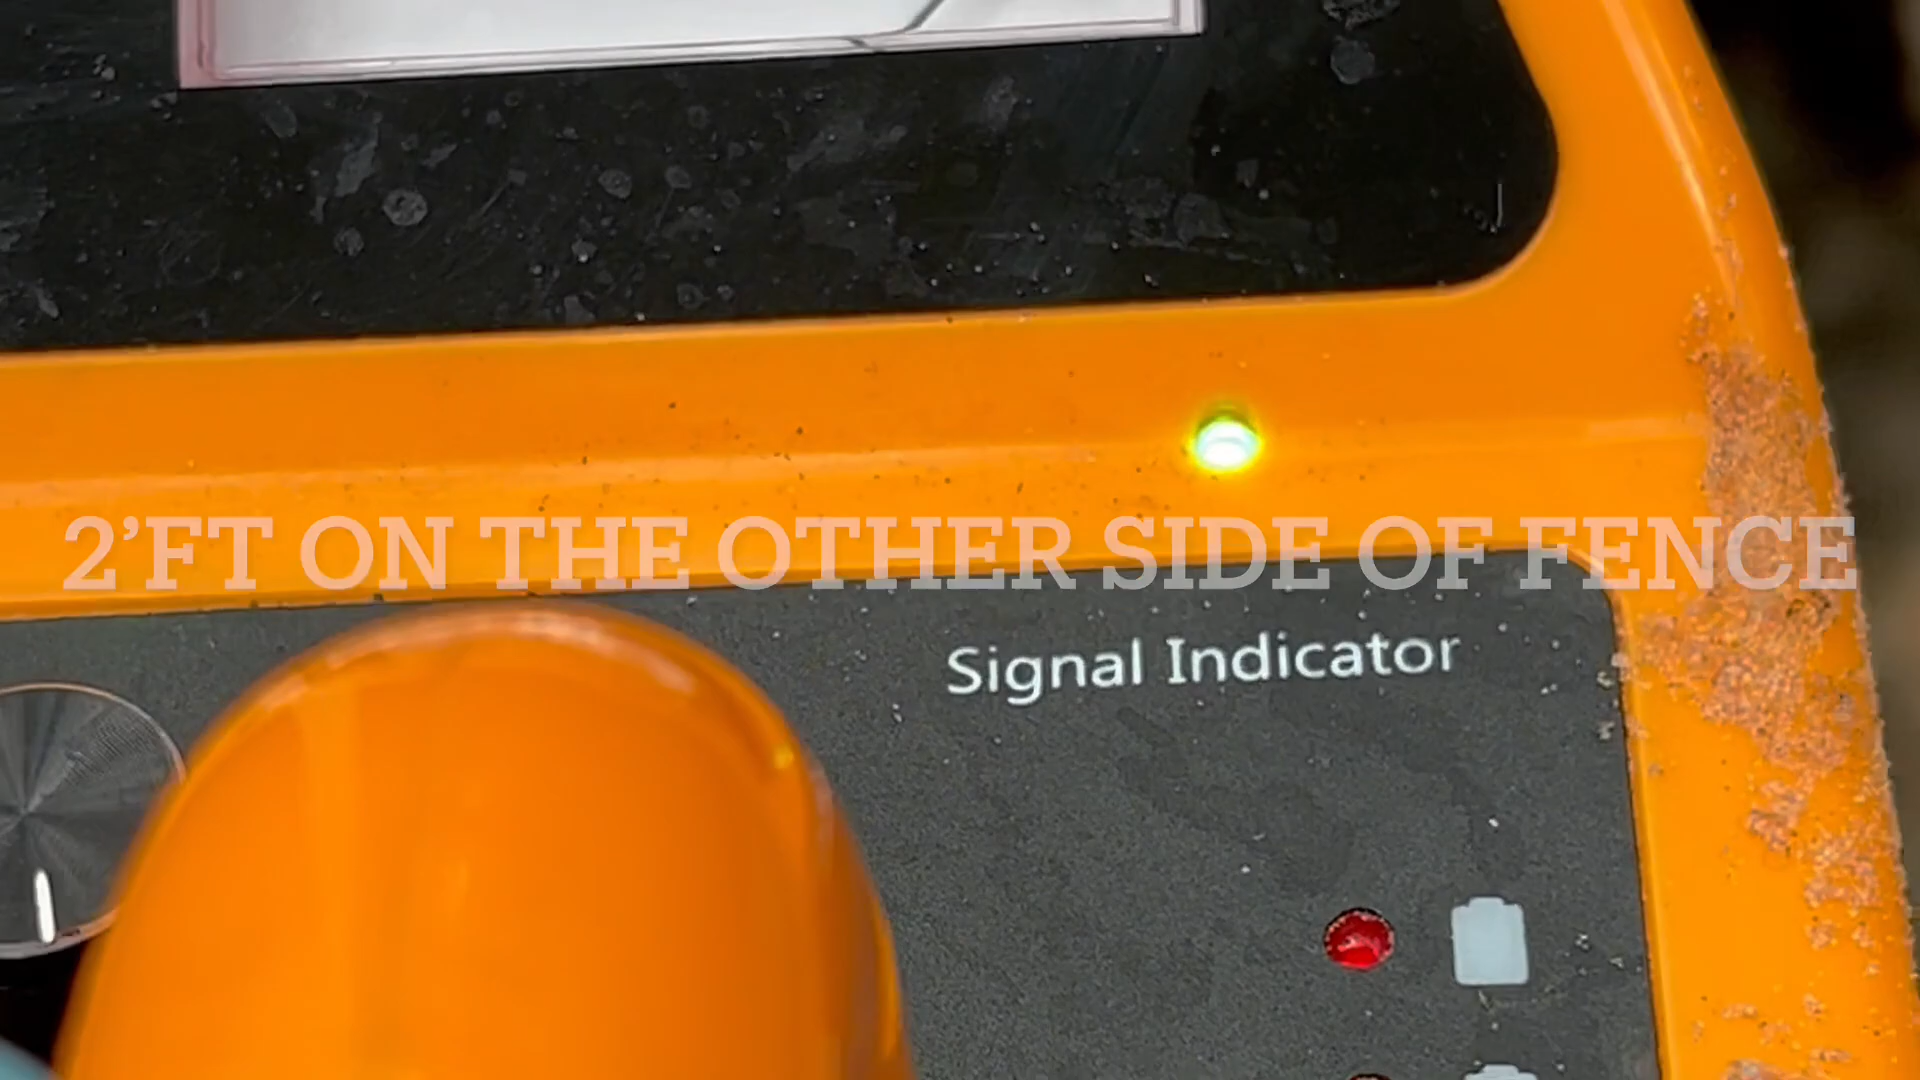 2’FT ON THE OTHER SIDE OF FENCE
Signal Indicator